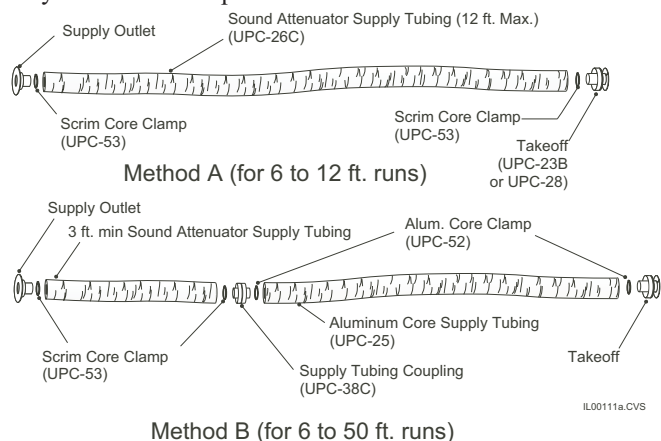 Supply Outlet
Sound Attenuator Supply Tubing (12 ft. Max.)
(UPC-26C)
Scrim Core Clamp
(UPC-53)
Scrim Core Clamp
(UPC-53)
Takeoff
(UPC-23B
or UPC-28)
Method A (for 6 to 12 ft. runs)
Supply Outlet
3 ft. min Sound Attenuator Supply Tubing
Alum. Core Clamp
(UPC-52)
Scrim Core Clamp
(UPC-53)
Aluminum Core Supply Tubing
(UPC-25)
Supply Tubing Coupling
(UPC-38C)
Takeoff
IL00111a.CVS
Method B (for 6 to 50 ft. runs)